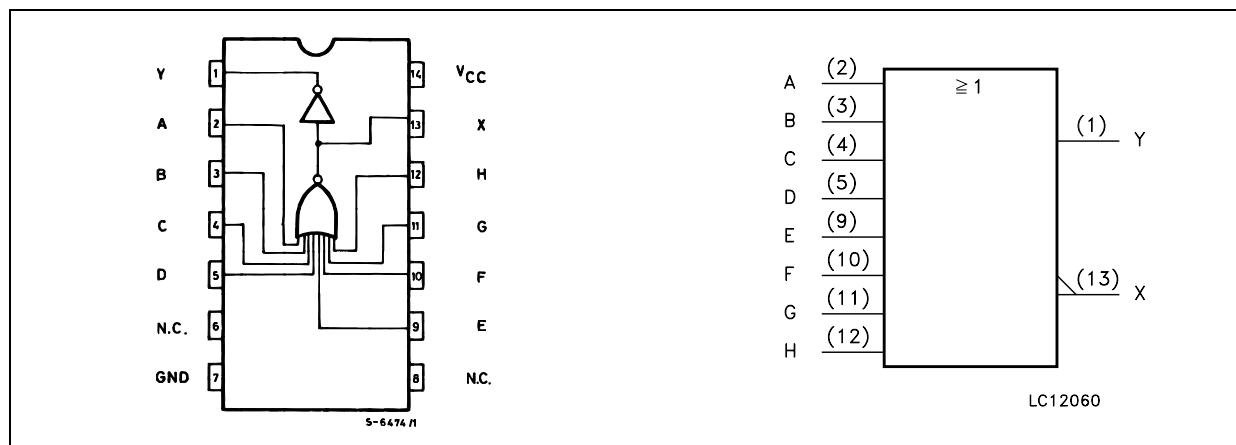 Y 1 14 VCC
A 2 13 X
B 3 12 H
C 4 11 G
D 5 10 F
N.C. 6 9 E
GND 7 8 N.C.
S-6474/1
≧ 1
A (2)
B (3)
C (4)
D (5)
E (9)
F (10)
G (11)
H (12)
(1) Y
(13) X
LC12060